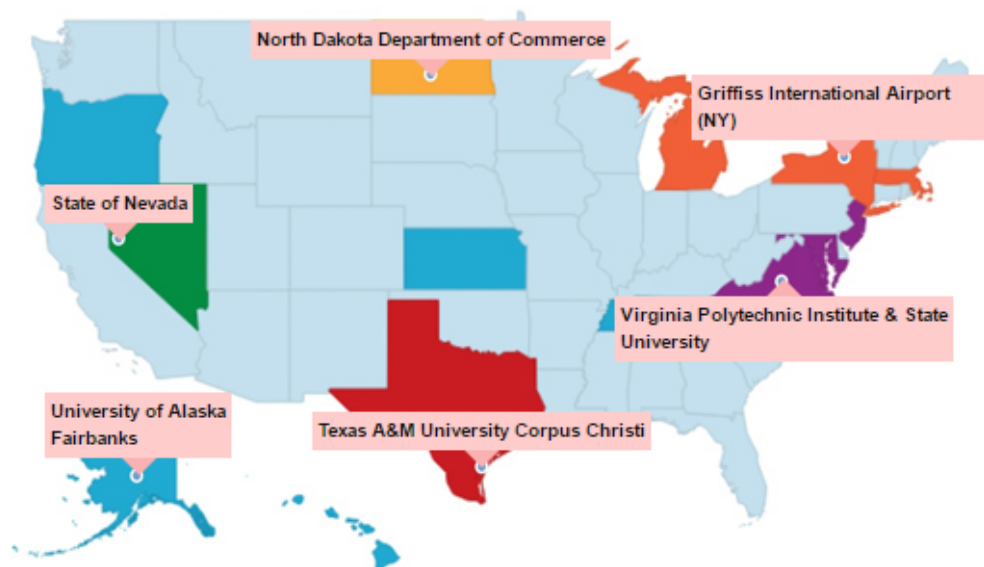 North Dakota Department of Commerce
Griffiss International Airport
(NY)
State of Nevada
Virginia Polytechnic Institute & State
University
University of Alaska
Fairbanks
Texas A&M University Corpus Christi